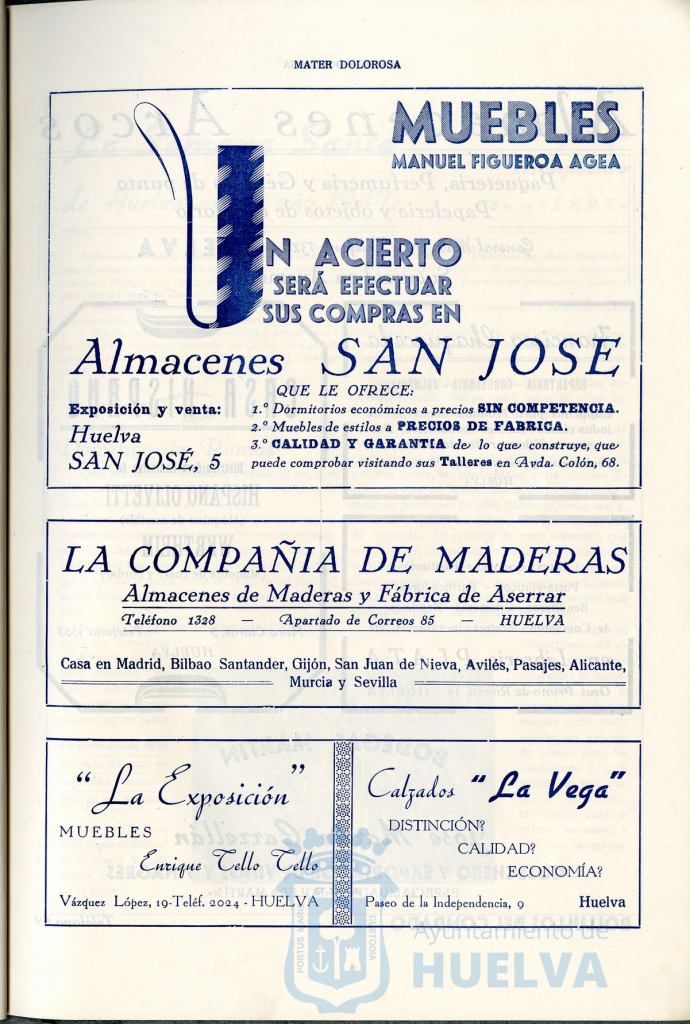 MATER DOLOROSA
MUEBLES
MANUEL FIGUEROA AGEA
UN ACIERTO
SERÁ EFECTUAR
SUS COMPRAS EN
Almacenes SAN JOSE
QUE LE OFRECE:
Exposición y venta:
Huelva
SAN JOSÉ, 5
1.º Dormitorios económicos a precios SIN COMPETENCIA.
2.º Muebles de estilos a PRECIOS DE FABRICA.
3.º CALIDAD Y GARANTIA de lo que construye, que
puede comprobar visitando sus Talleres en Avda. Colón, 68.
LA COMPAÑIA DE MADERAS
Almacenes de Maderas y Fábrica de Aserrar
Teléfono 1328 — Apartado de Correos 85 — HUELVA
Casa en Madrid, Bilbao Santander, Gijón, San Juan de Nieva, Avilés, Pasajes, Alicante,
Murcia y Sevilla
"La Exposición"
MUEBLES
Enrique Tello Tello
Vázquez López, 19-Teléf. 2024 - HUELVA
Calzados "La Vega"
DISTINCIÓN?
CALIDAD?
ECONOMÍA?
Paseo de la Independencia, 9 Huelva
PORTUS MARIS CUSTODIA
Ayuntamiento de
HUELVA